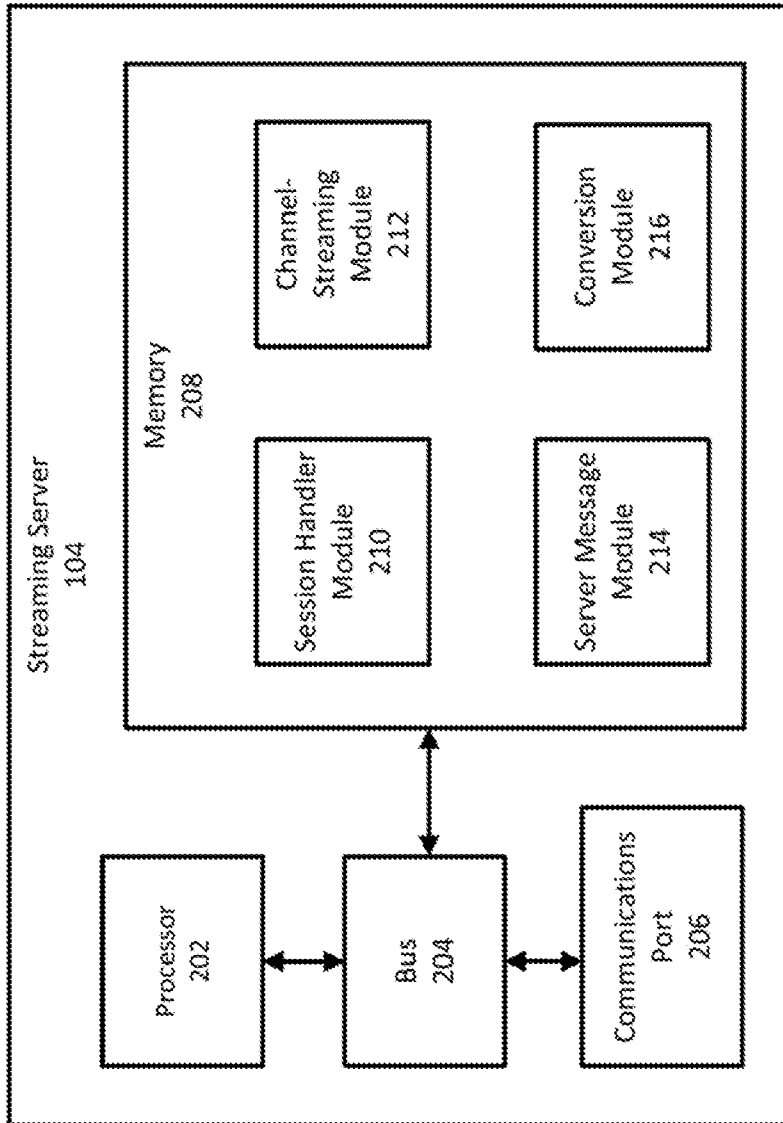 Streaming Server
104
Processor
202
Bus
204
Communications
Port
206
Memory
208
Session Handler
Module
210
Channel-
Streaming
Module
212
Server Message
Module
214
Conversion
Module
216